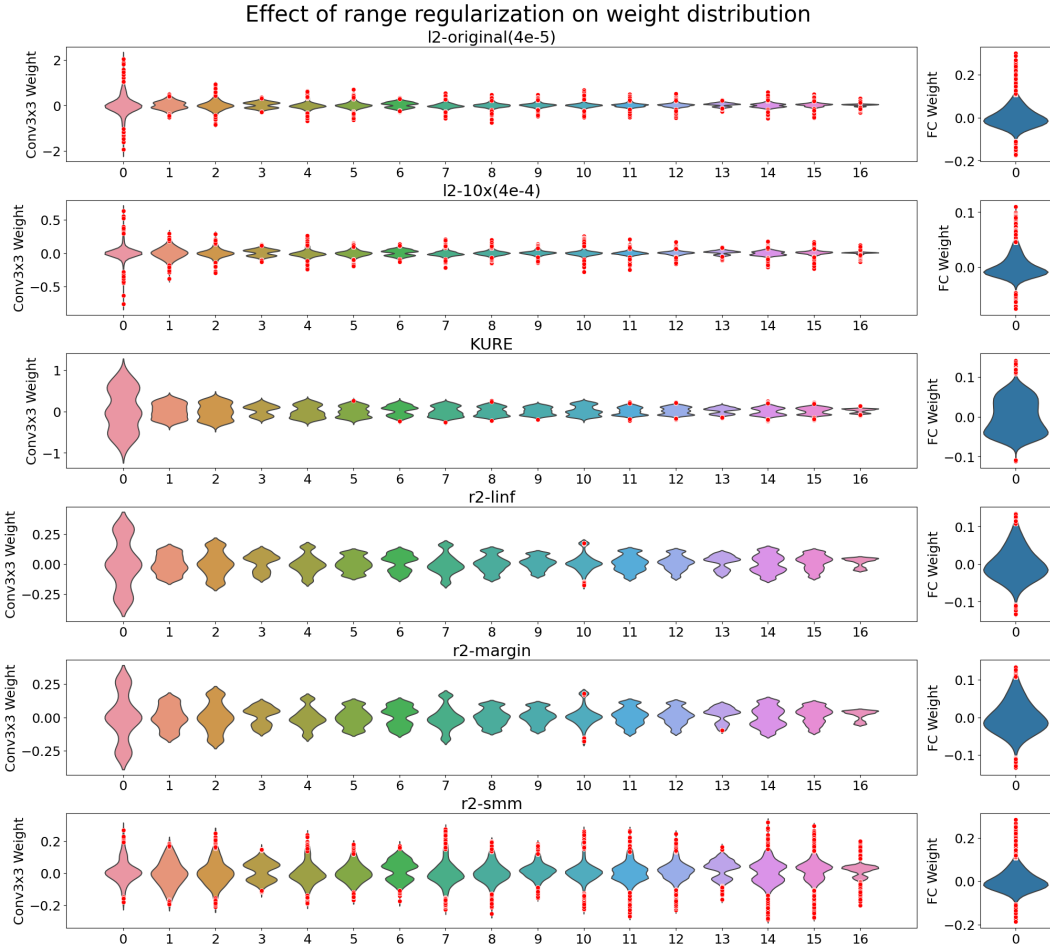 Effect of range regularization on weight distribution
l2-original(4e-5)
Conv3x3 Weight
2
0
−2
0 1 2 3 4 5 6 7 8 9 10 11 12 13 14 15 16
FC Weight
0.2
0.0
−0.2
0
l2-10x(4e-4)
Conv3x3 Weight
0.5
0.0
−0.5
0 1 2 3 4 5 6 7 8 9 10 11 12 13 14 15 16
FC Weight
0.1
0.0
0
KURE
Conv3x3 Weight
1
0
−1
0 1 2 3 4 5 6 7 8 9 10 11 12 13 14 15 16
FC Weight
0.1
0.0
−0.1
0
r2-linf
Conv3x3 Weight
0.25
0.00
−0.25
0 1 2 3 4 5 6 7 8 9 10 11 12 13 14 15 16
FC Weight
0.1
0.0
−0.1
0
r2-margin
Conv3x3 Weight
0.25
0.00
−0.25
0 1 2 3 4 5 6 7 8 9 10 11 12 13 14 15 16
FC Weight
0.1
0.0
−0.1
0
r2-smm
Conv3x3 Weight
0.2
0.0
−0.2
0 1 2 3 4 5 6 7 8 9 10 11 12 13 14 15 16
FC Weight
0.2
0.0
−0.2
0